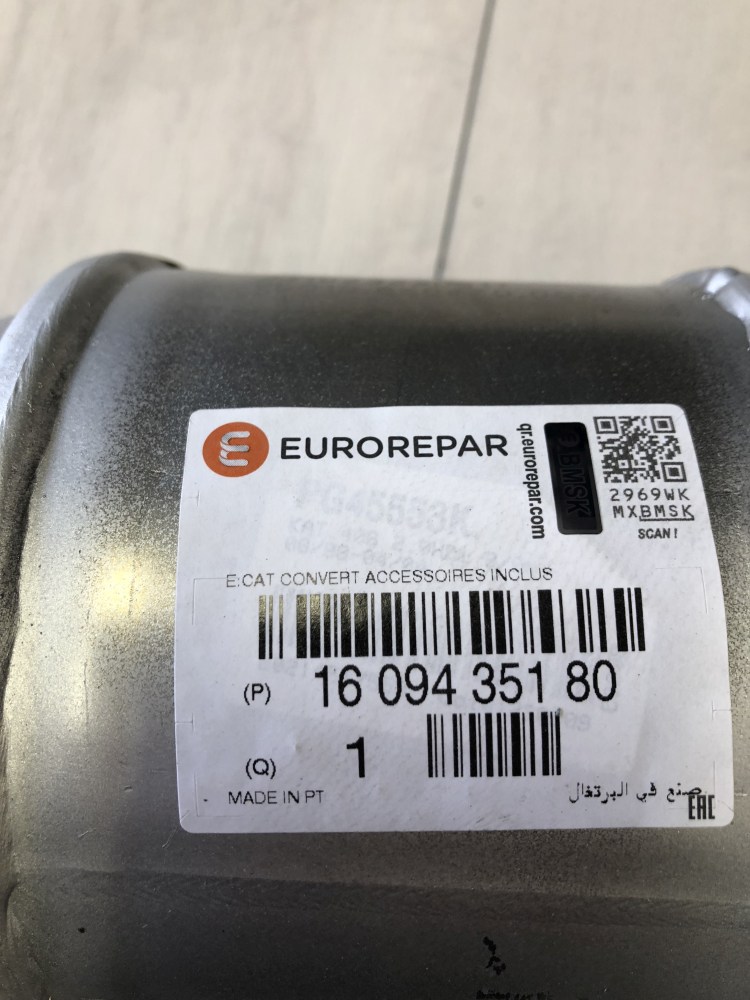 EUROREPAR
qr.eurorepar.com
BMSK
2969WK
MXBMSK
SCAN!
E:CAT CONVERT ACCESSOIRES INCLUS
(P) 16 094 351 80
(Q) 1
MADE IN PT
صنع في البرتغال
EAC